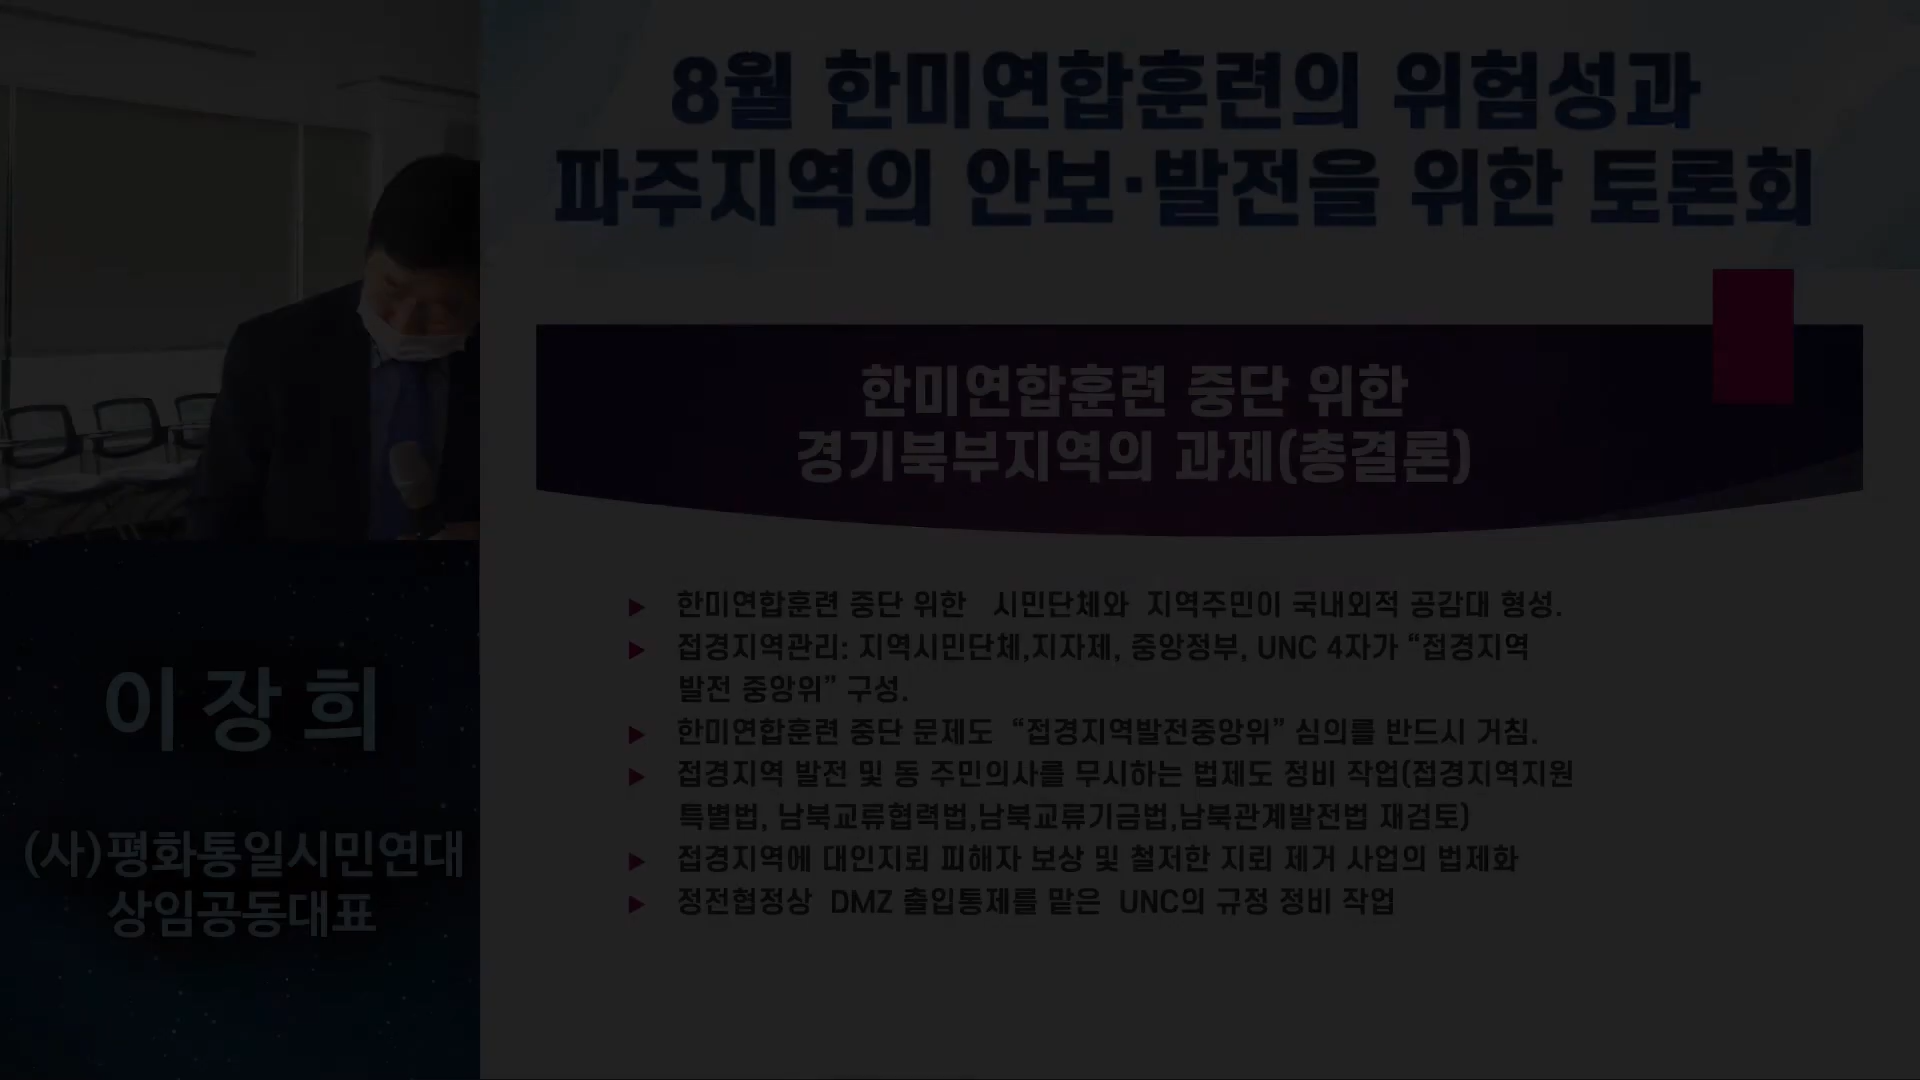 8월 한미연합훈련의 위험성과
파주지역의 안보·발전을 위한 토론회
한미연합훈련 중단 위한
경기북부지역의 과제(총결론)
한미연합훈련 중단 위한 시민단체와 지역주민이 국내외적 공감대 형성.
접경지역관리: 지역시민단체,지자제, 중앙정부, UNC 4자가 “접경지역
발전 중앙위” 구성.
한미연합훈련 중단 문제도 “접경지역발전중앙위” 심의를 반드시 거침.
접경지역 발전 및 동 주민의사를 무시하는 법제도 정비 작업(접경지역지원
특별법, 남북교류협력법,남북교류기금법,남북관계발전법 재검토)
접경지역에 대인지뢰 피해자 보상 및 철저한 지뢰 제거 사업의 법제화
정전협정상 DMZ 출입통제를 맡은 UNC의 규정 정비 작업
이장희
(사)평화통일시민연대
상임공동대표